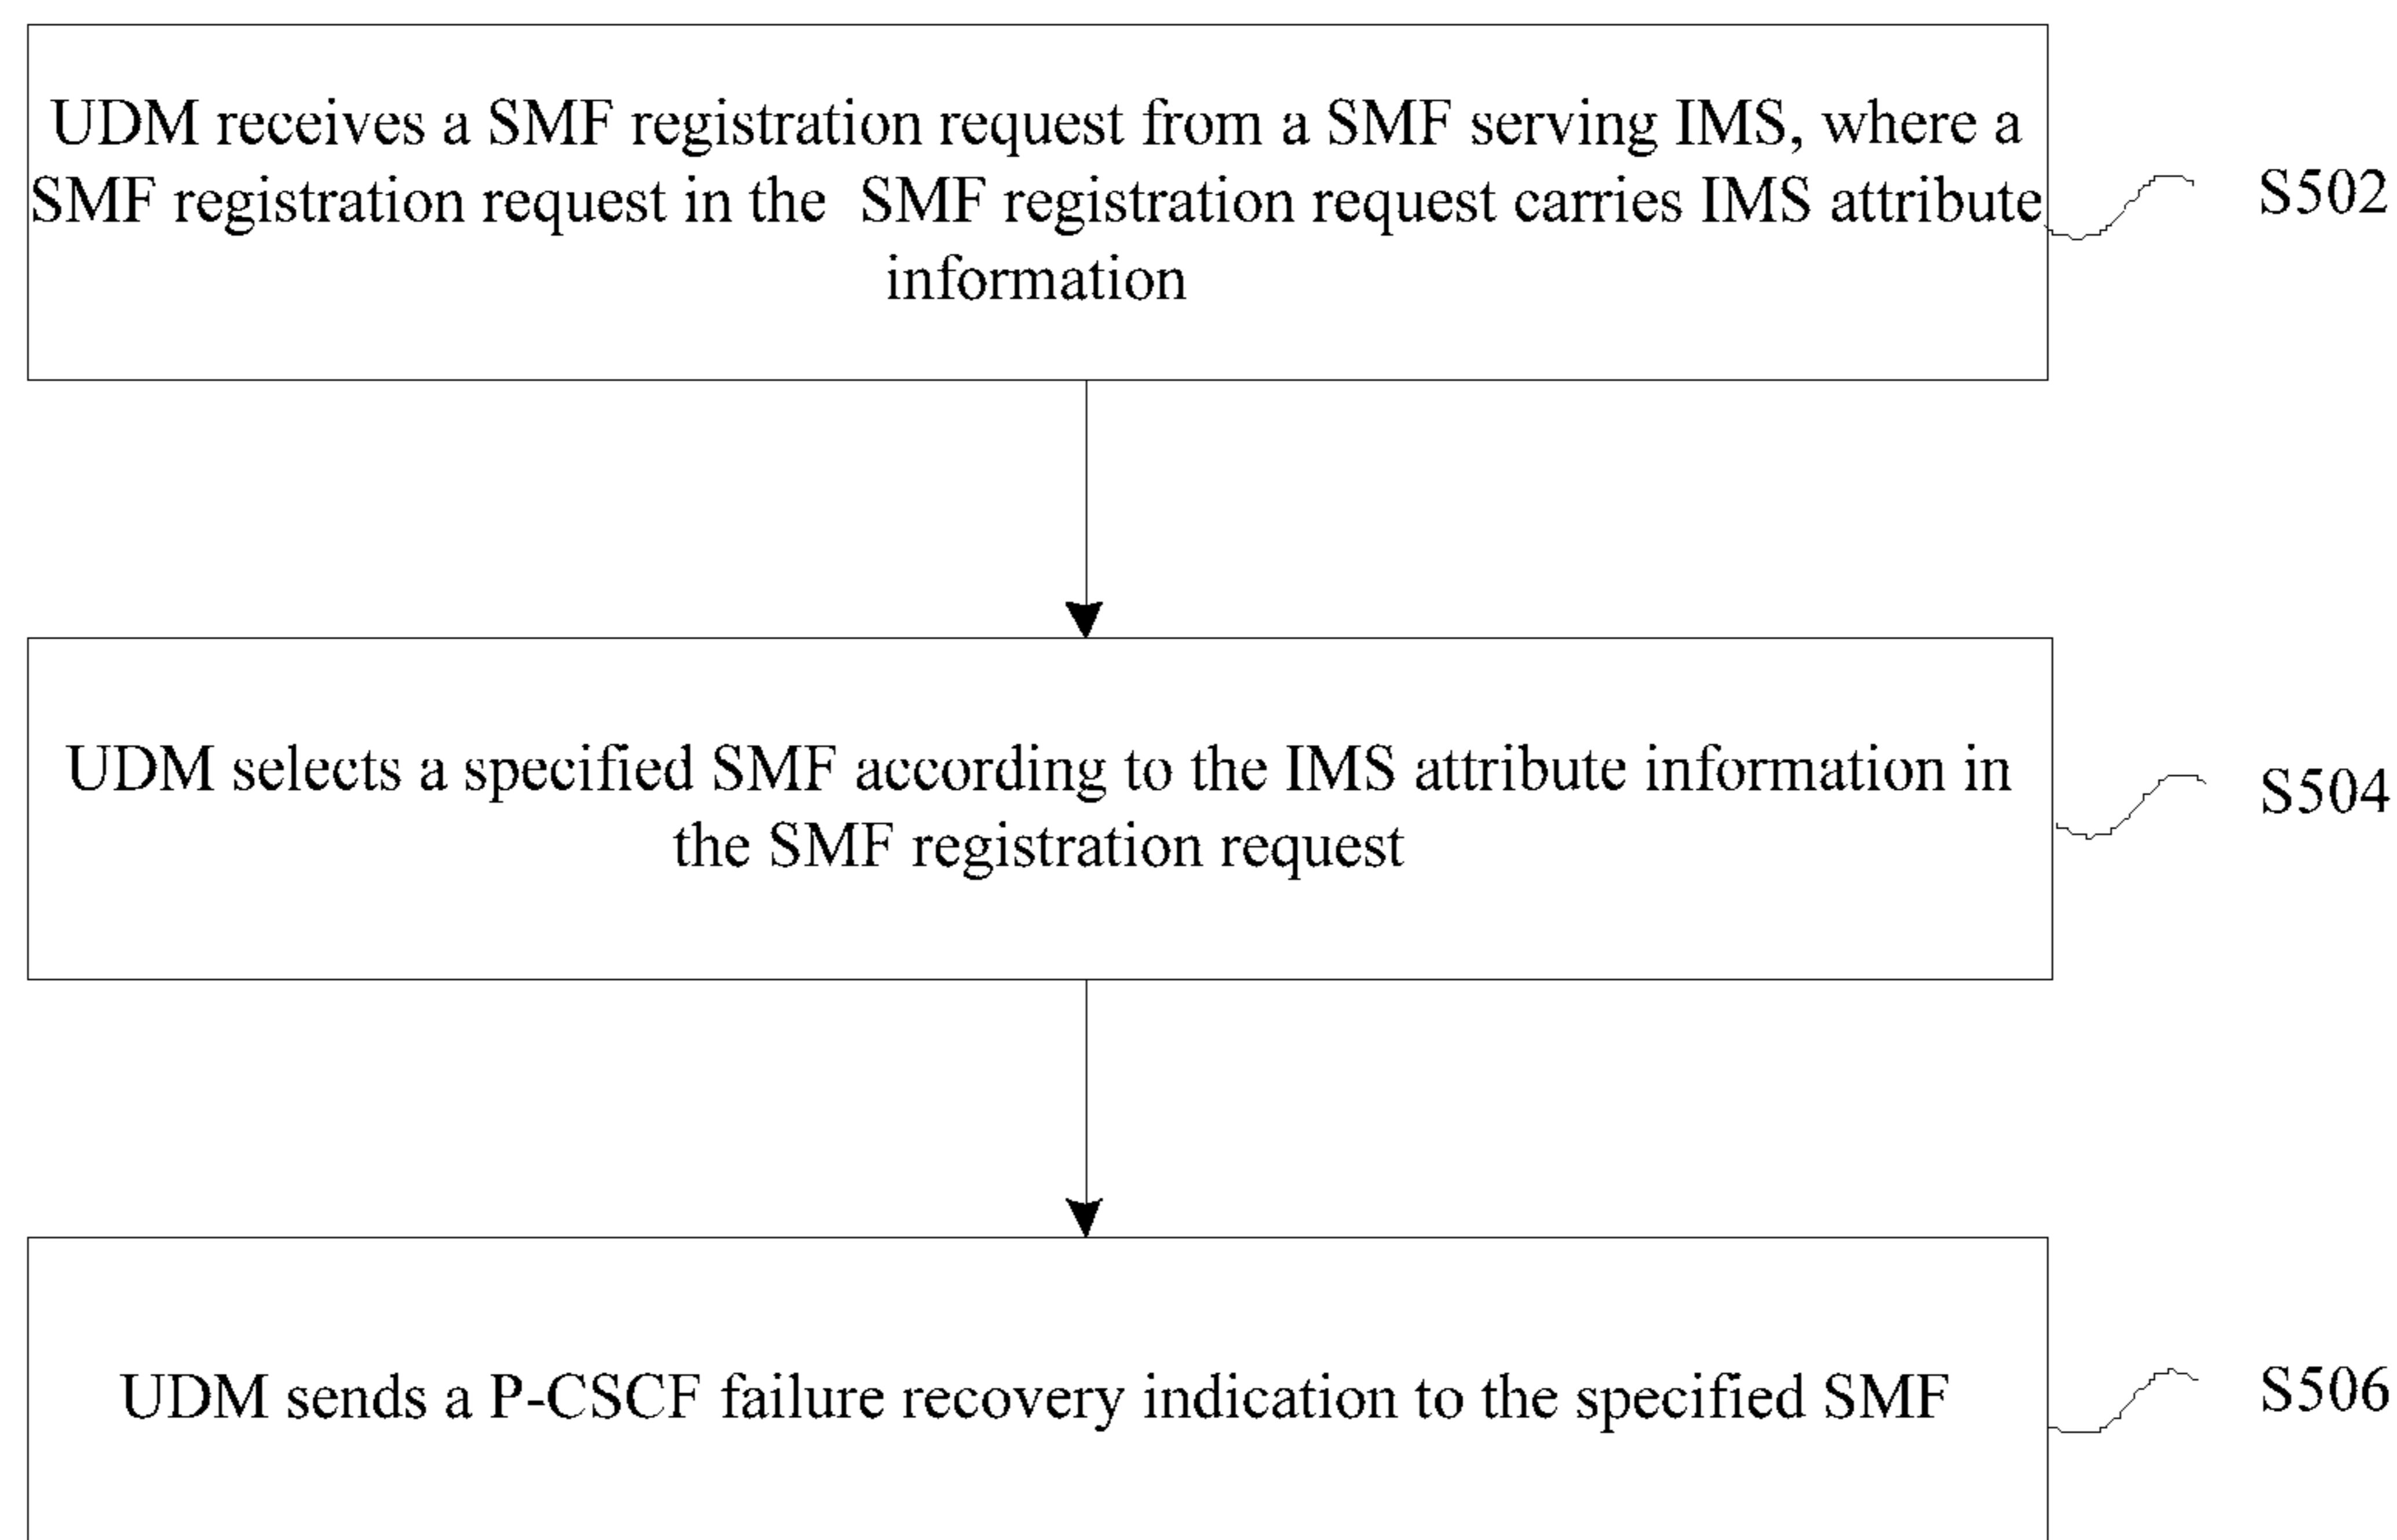 UDM receives a SMF registration request from a SMF serving IMS, where a
SMF registration request in the SMF registration request carries IMS attribute
information
S502
UDM selects a specified SMF according to the IMS attribute information in
the SMF registration request
S504
UDM sends a P-CSCF failure recovery indication to the specified SMF
S506